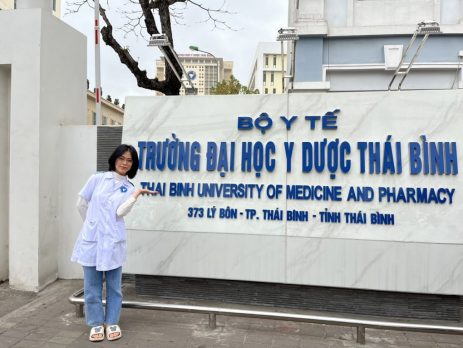 BỘ Y TẾ
TRƯỜNG ĐẠI HỌC Y DƯỢC THÁI BÌNH
THAI BINH UNIVERSITY OF MEDICINE AND PHARMACY
373 LÝ BÔN - TP. THÁI BÌNH - TỈNH THÁI BÌNH